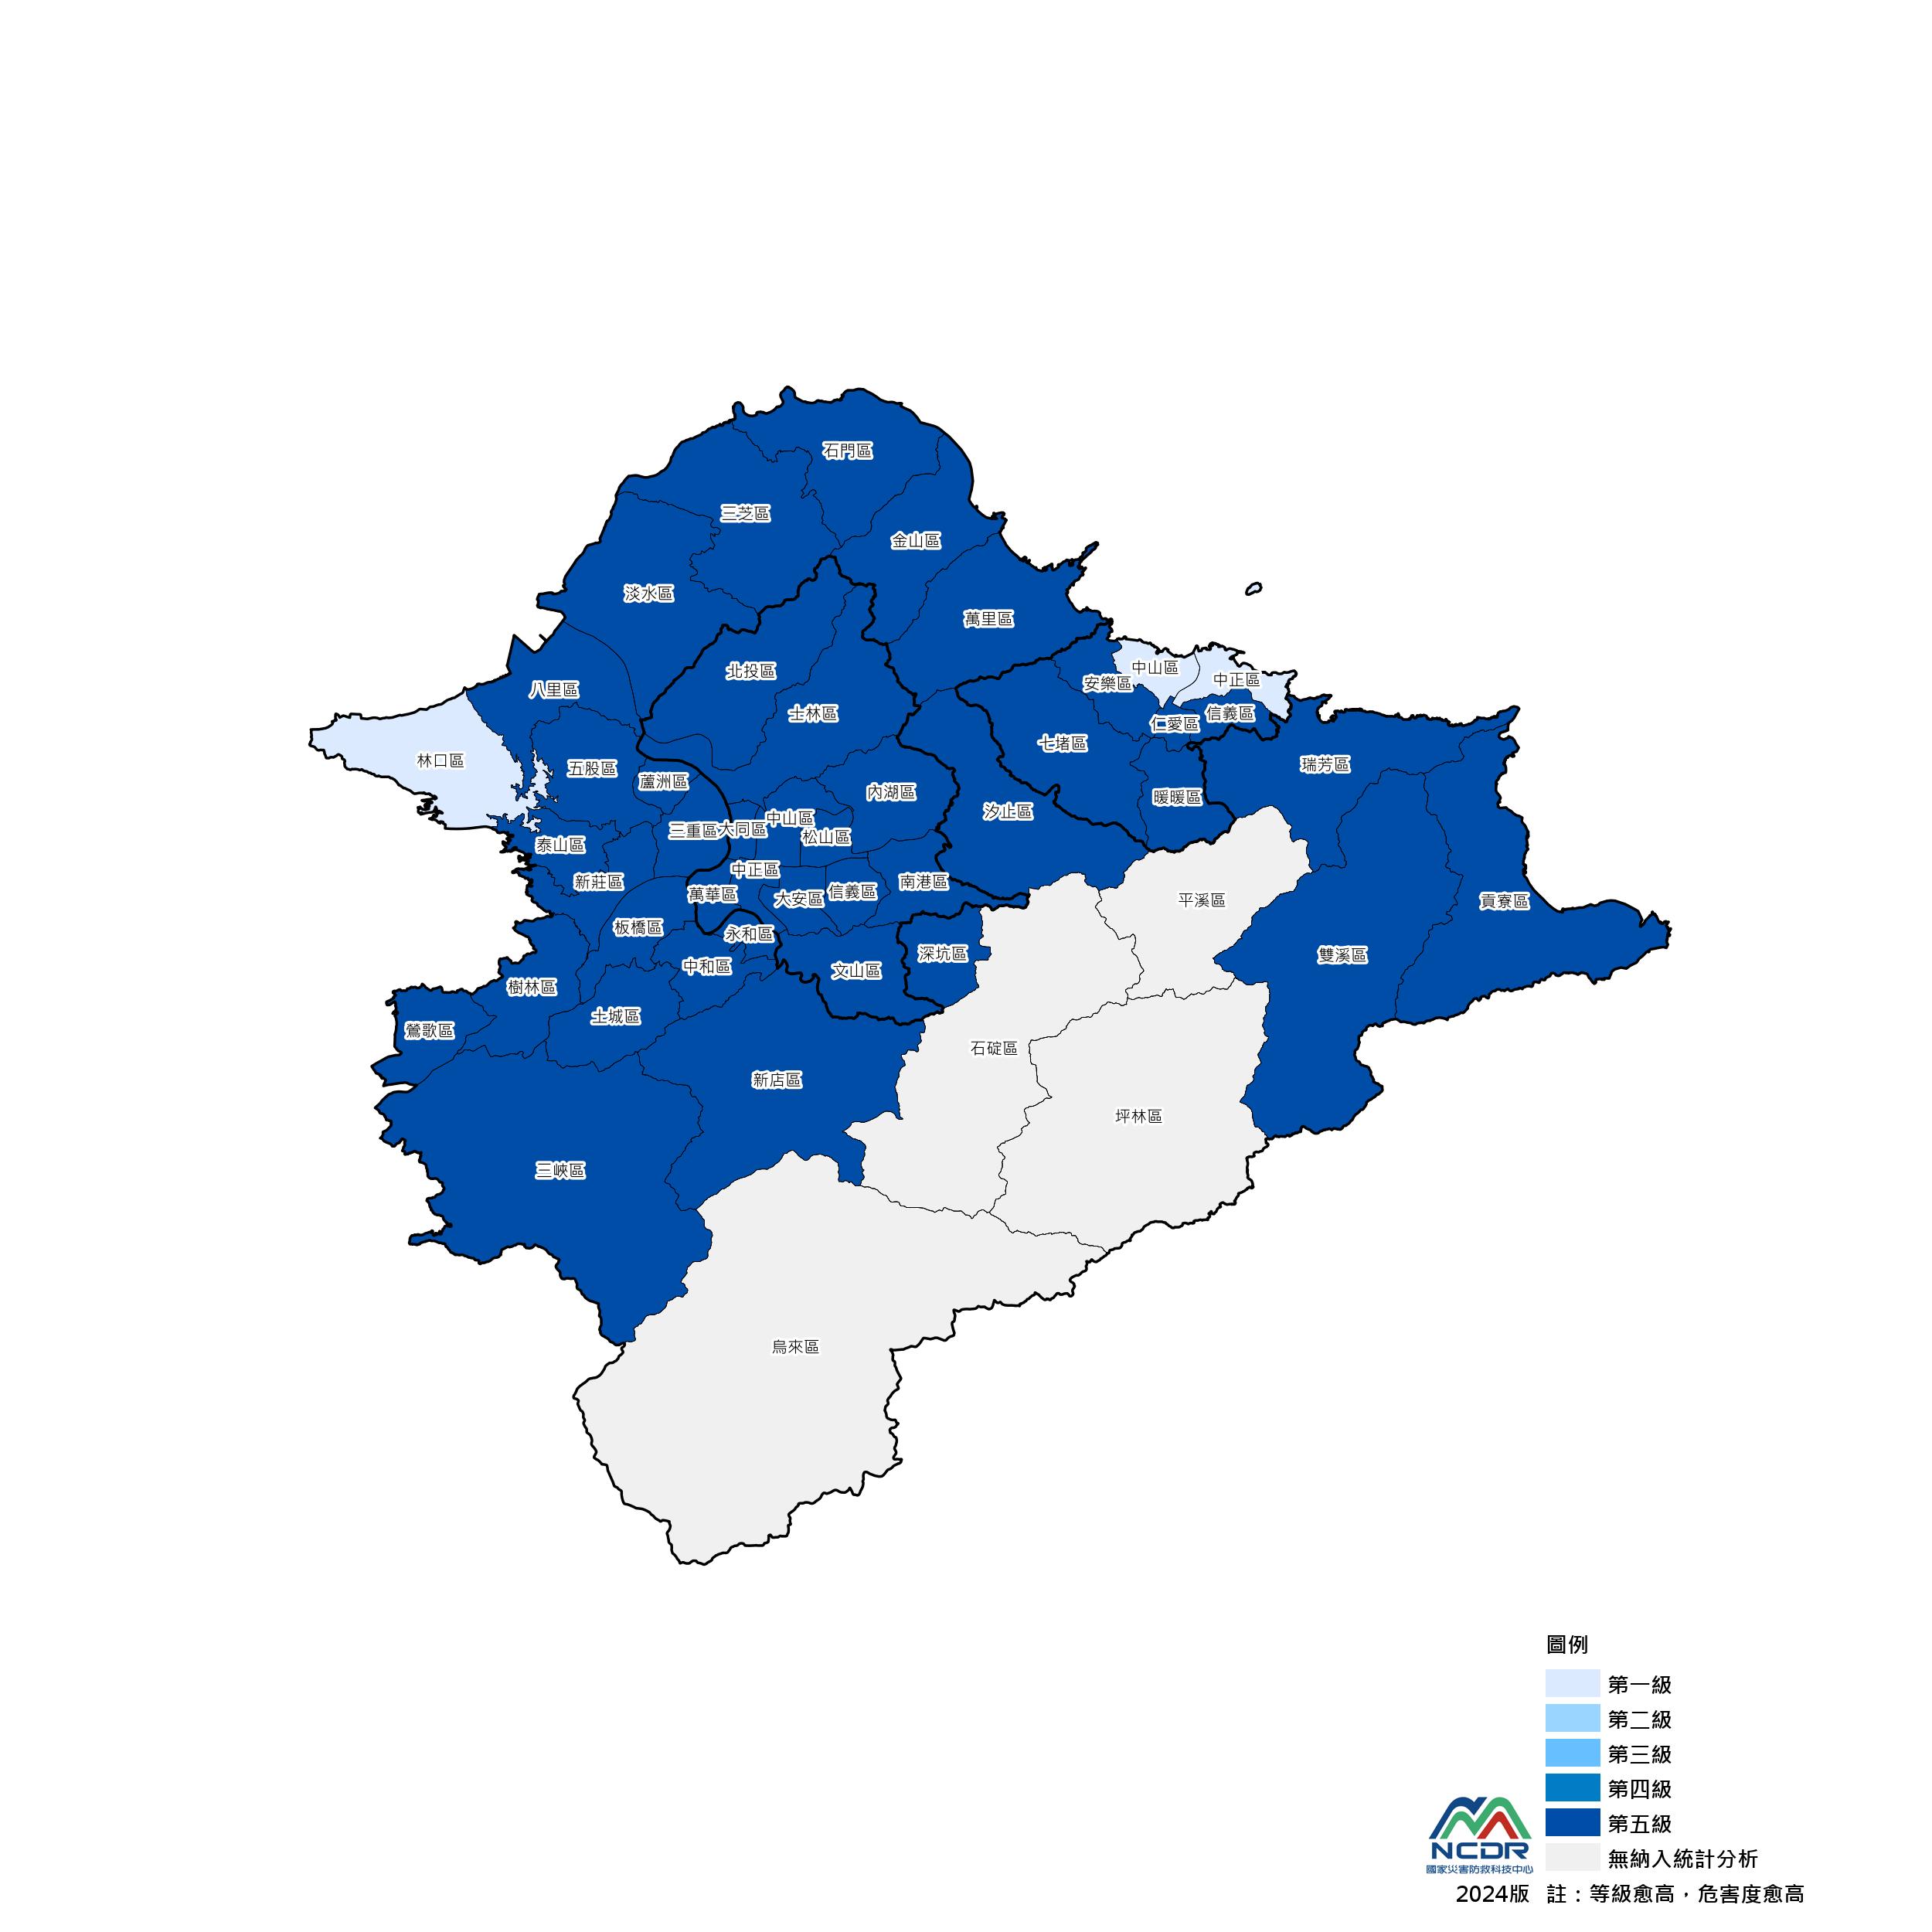 石門區
三芝區
金山區
淡水區
萬里區
中山區
北投區
中正區
安樂區
八里區
士林區
信義區
仁愛區
七堵區
林口區
五股區
瑞芳區
蘆洲區
內湖區
暖暖區
汐止區
中山區
三重區
大同區
松山區
泰山區
中正區
新莊區
南港區
信義區
萬華區
大安區
平溪區
貢寮區
板橋區
永和區
深坑區
雙溪區
中和區
文山區
樹林區
土城區
鶯歌區
石碇區
新店區
坪林區
三峽區
烏來區
圖例
第一級
第二級
第三級
第四級
第五級
無納入統計分析
NCDR
國家災害防救科技中心
2024版 註：等級愈高，危害度愈高